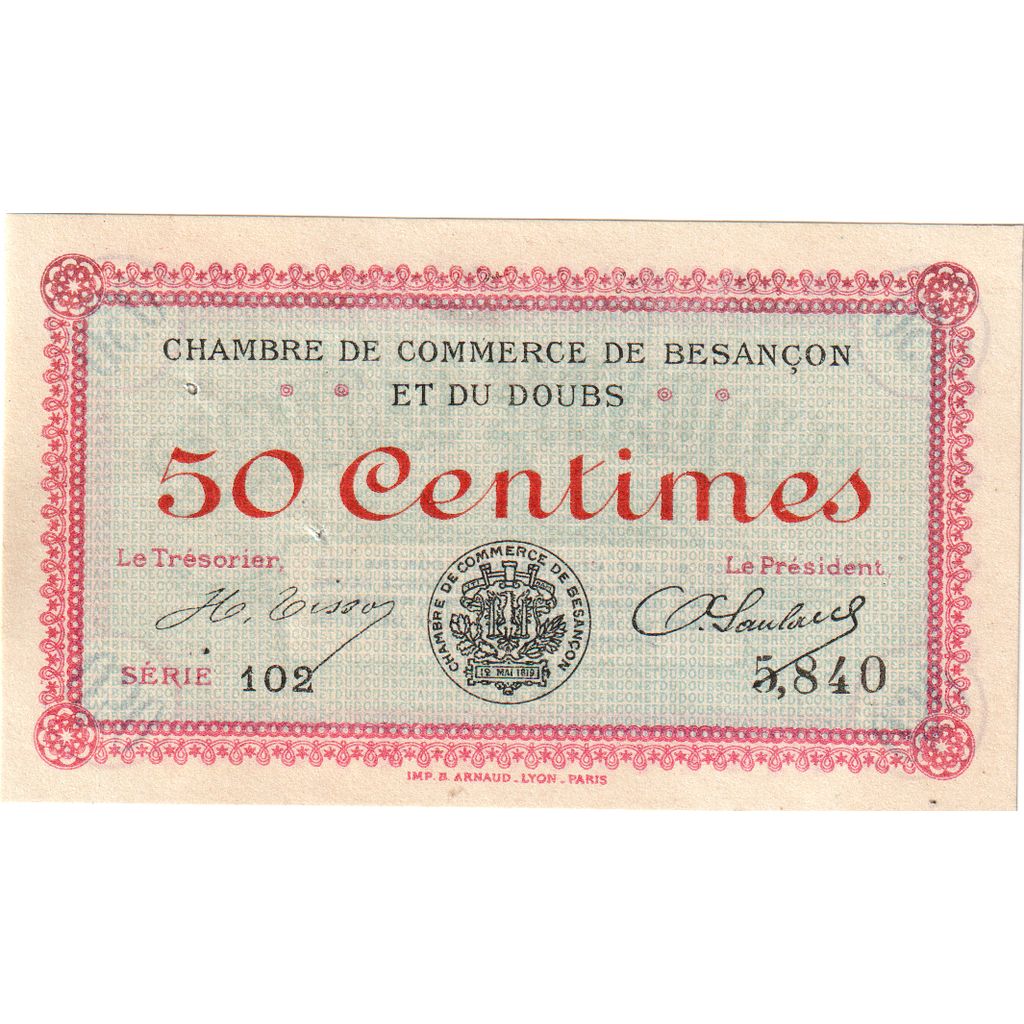 CHAMBRE DE COMMERCE DE BESANÇON
ET DU DOUBS
50 Centimes
Le Trésorier,
Le Président
CHAMBRE DE COMMERCE DE BESANÇON
12 MAI 1819
SÉRIE 102
5,840
IMP. B. ARNAUD - LYON - PARIS